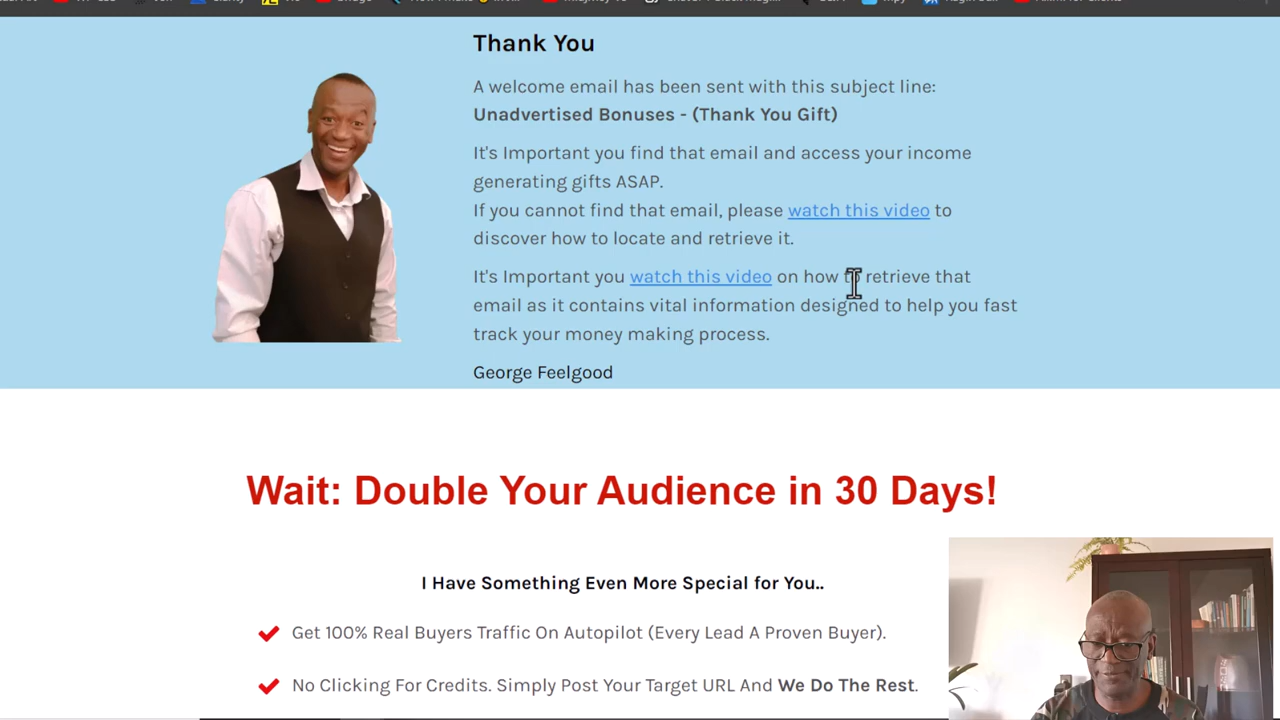 Thank You
A welcome email has been sent with this subject line:
Unadvertised Bonuses - (Thank You Gift)
It's Important you find that email and access your income
generating gifts ASAP.
If you cannot find that email, please watch this video to
discover how to locate and retrieve it.
It's Important you watch this video on how to retrieve that
email as it contains vital information designed to help you fast
track your money making process.
George Feelgood
Wait: Double Your Audience in 30 Days!
I Have Something Even More Special for You..
Get 100% Real Buyers Traffic On Autopilot (Every Lead A Proven Buyer).
No Clicking For Credits. Simply Post Your Target URL And We Do The Rest.